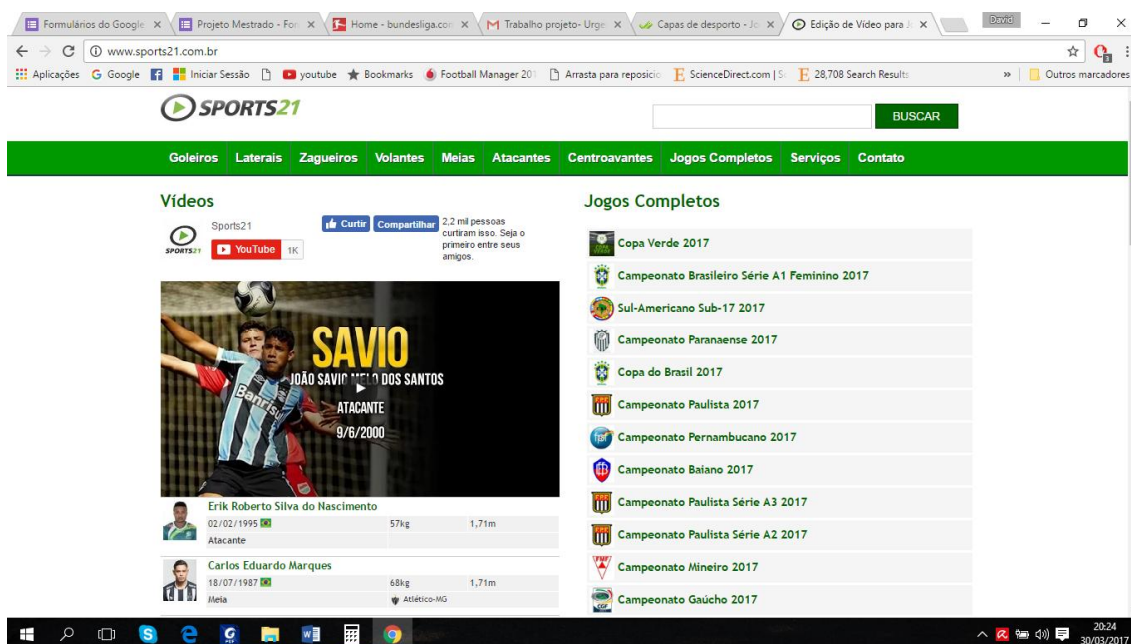 Formulários do Google
Projeto Mestrado - For
Home - bundesliga.com
Trabalho projeto- Urge
Capas de desporto - Jo
Edição de Vídeo para J
David
www.sports21.com.br
Aplicações
Google
Iniciar Sessão
youtube
Bookmarks
Football Manager 201
Arrasta para reposicio
ScienceDirect.com | S
28,708 Search Results
»
Outros marcadores
SPORTS21
BUSCAR
Goleiros Laterais Zagueiros Volantes Meias Atacantes Centroavantes Jogos Completos Serviços Contato
Vídeos
SPORTS21
Sports21
YouTube 1K
Curtir
Compartilhar
2,2 mil pessoas
curtiram isso. Seja o
primeiro entre seus
amigos.
SAVIO
JOÃO SAVIO MELO DOS SANTOS
ATACANTE
9/6/2000
Banrisul
Erik Roberto Silva do Nascimento
02/02/1995 57kg 1,71m
Atacante
Carlos Eduardo Marques
18/07/1987 68kg 1,71m
Meia Atlético-MG
Jogos Completos
Copa Verde 2017
Campeonato Brasileiro Série A1 Feminino 2017
Sul-Americano Sub-17 2017
Campeonato Paranaense 2017
Copa do Brasil 2017
Campeonato Paulista 2017
Campeonato Pernambucano 2017
Campeonato Baiano 2017
Campeonato Paulista Série A3 2017
Campeonato Paulista Série A2 2017
Campeonato Mineiro 2017
Campeonato Gaúcho 2017
20:24
30/03/2017